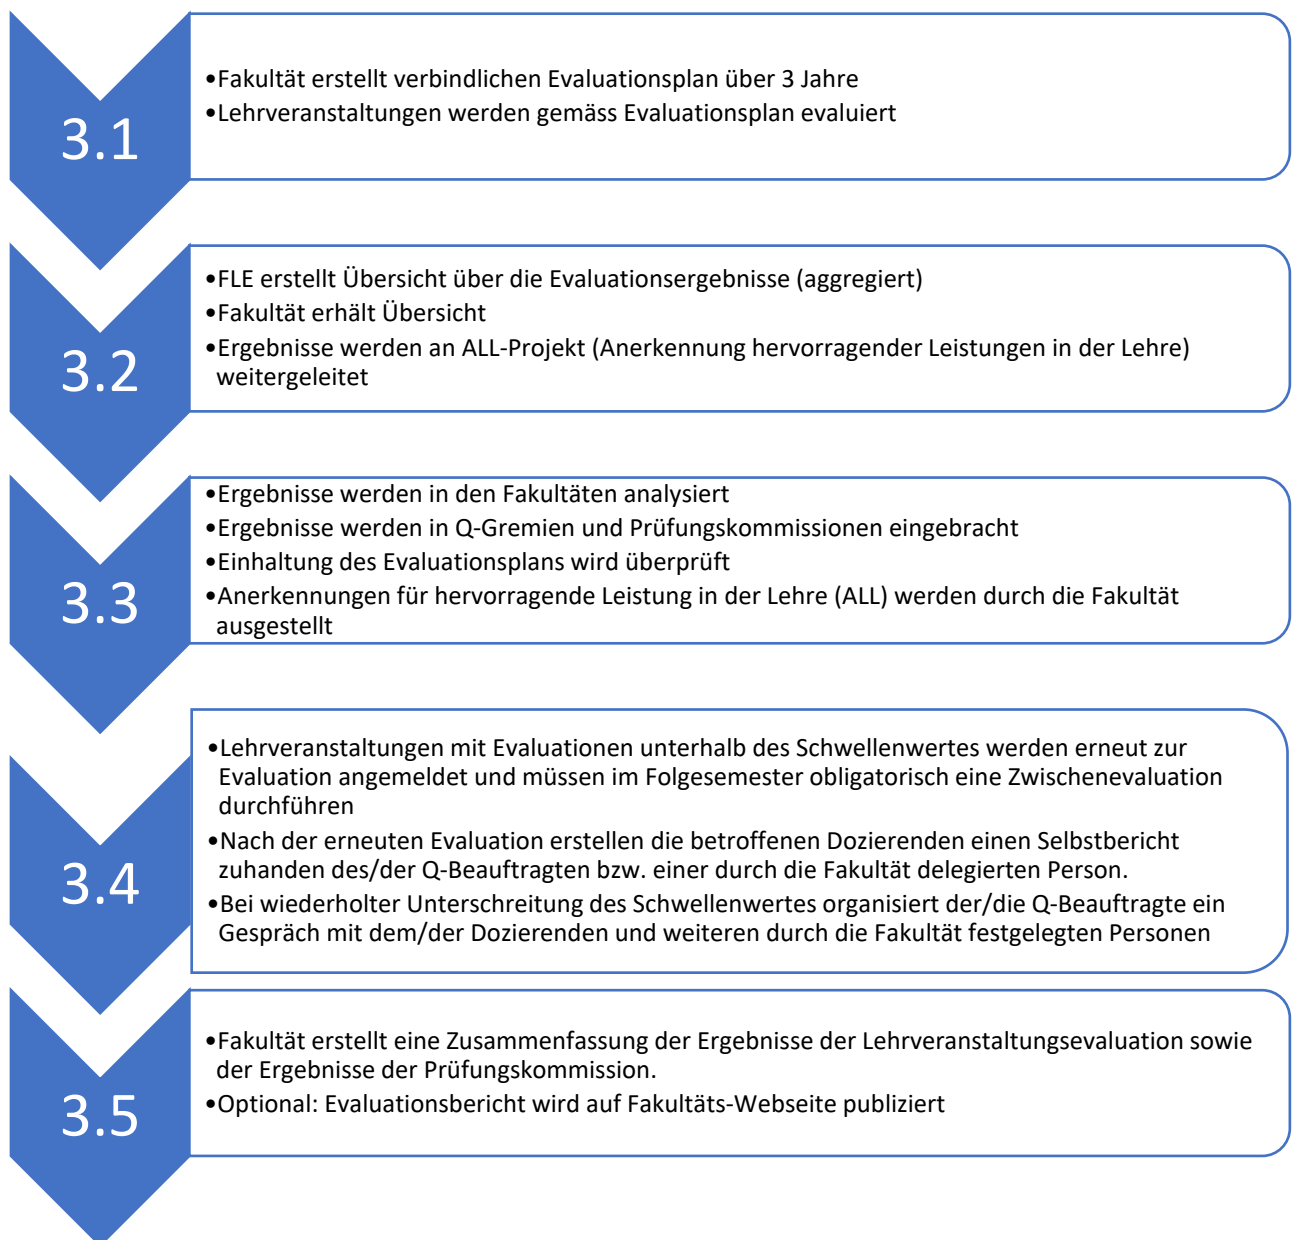 3.1
•Fakultät erstellt verbindlichen Evaluationsplan über 3 Jahre
•Lehrveranstaltungen werden gemäss Evaluationsplan evaluiert
3.2
•FLE erstellt Übersicht über die Evaluationsergebnisse (aggregiert)
•Fakultät erhält Übersicht
•Ergebnisse werden an ALL-Projekt (Anerkennung hervorragender Leistungen in der Lehre)
weitergeleitet
3.3
•Ergebnisse werden in den Fakultäten analysiert
•Ergebnisse werden in Q-Gremien und Prüfungskommissionen eingebracht
•Einhaltung des Evaluationsplans wird überprüft
•Anerkennungen für hervorragende Leistung in der Lehre (ALL) werden durch die Fakultät
ausgestellt
3.4
•Lehrveranstaltungen mit Evaluationen unterhalb des Schwellenwertes werden erneut zur
Evaluation angemeldet und müssen im Folgesemester obligatorisch eine Zwischenevaluation
durchführen
•Nach der erneuten Evaluation erstellen die betroffenen Dozierenden einen Selbstbericht
zuhanden des/der Q-Beauftragten bzw. einer durch die Fakultät delegierten Person.
•Bei wiederholter Unterschreitung des Schwellenwertes organisiert der/die Q-Beauftragte ein
Gespräch mit dem/der Dozierenden und weiteren durch die Fakultät festgelegten Personen
3.5
•Fakultät erstellt eine Zusammenfassung der Ergebnisse der Lehrveranstaltungsevaluation sowie
der Ergebnisse der Prüfungskommission.
•Optional: Evaluationsbericht wird auf Fakultäts-Webseite publiziert